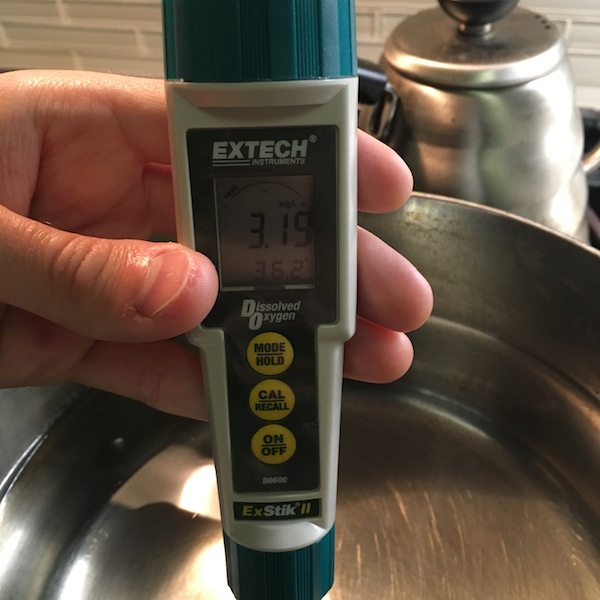 EXTECH®
INSTRUMENTS
mg/L
3.19
36.2°
Dissolved
Oxygen
MODE
HOLD
CAL
RECALL
ON
OFF
DO600
ExStik® II